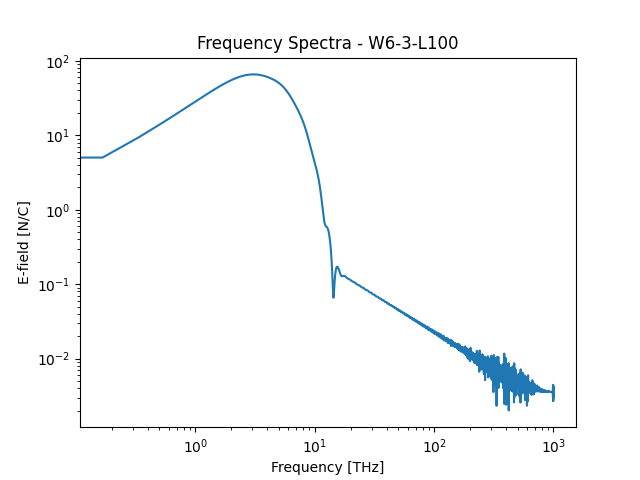 Frequency Spectra - W6-3-L100
10²
10¹
10⁰
10⁻¹
10⁻²
E-field [N/C]
10⁰ 10¹ 10² 10³
Frequency [THz]